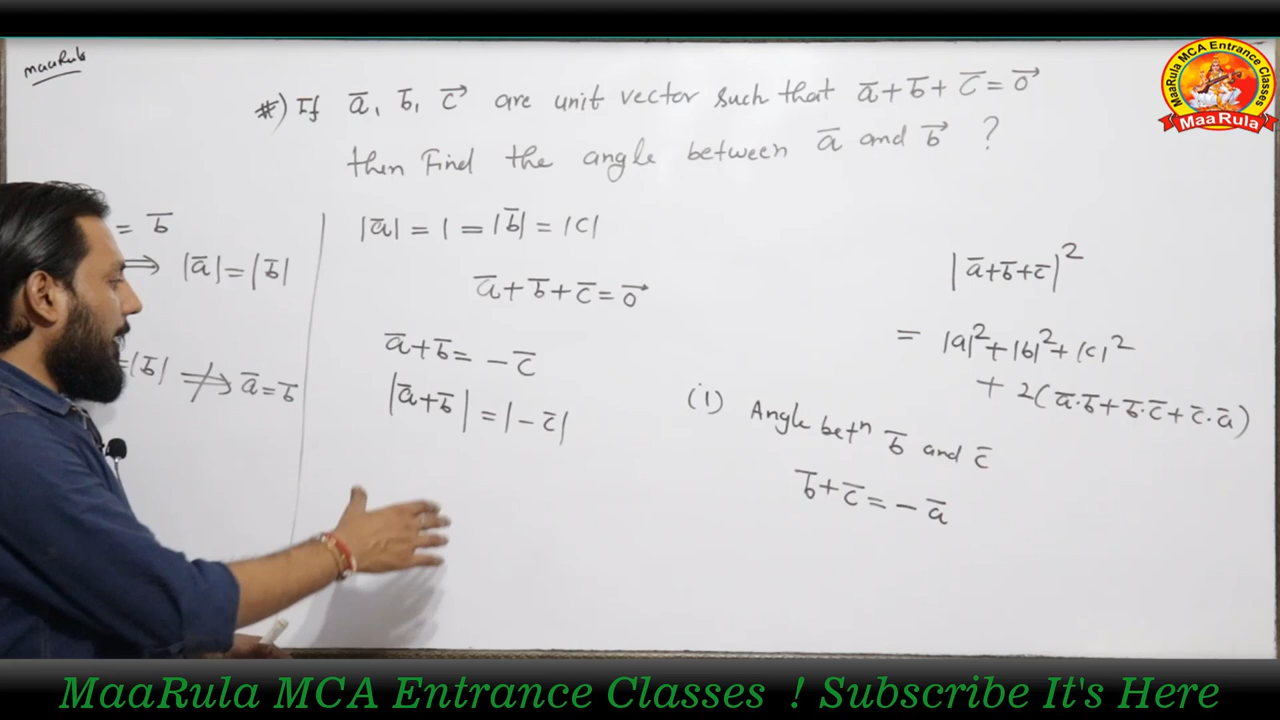 maaRula
#) If a̅, b̅, c⃗ are unit vector such that a̅+b̅+c̅=0⃗
then Find the angle between a̅ and b⃗ ?
= b̅
⟹ |a̅|=|b̅|
=|b̅| ⇏ a̅=b̅
|a̅| = 1 = |b̅| = |c|
a̅+b̅+c̅=0⃗
a̅+b̅= -c̅
|a̅+b̅|=|-c̅|
|a̅+b̅+c̅|²
= |a|²+|b|²+|c|²
+ 2(a̅·b̅+b̅·c̅+c̅·a̅)
(1) Angle betⁿ b̅ and c̅
b̅+c̅=-a̅
MaaRula MCA Entrance Classes
MaaRula
MaaRula MCA Entrance Classes ! Subscribe It's Here